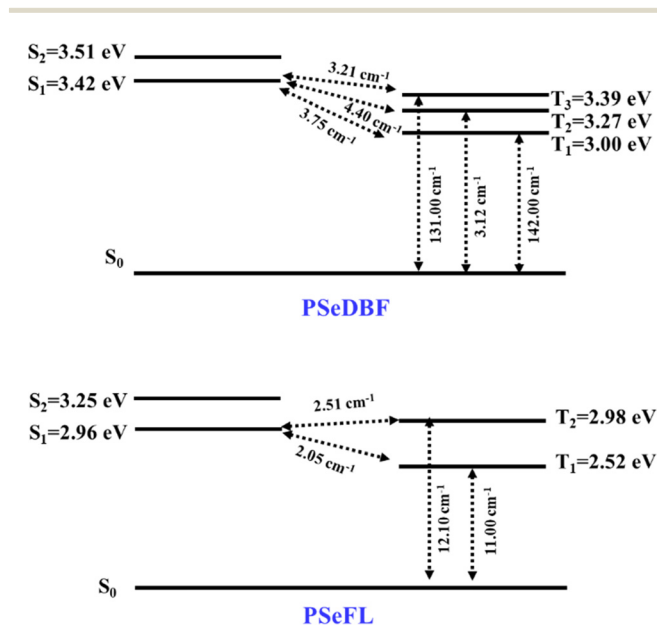 S₂=3.51 eV
S₁=3.42 eV
3.21 cm⁻¹
4.40 cm⁻¹
3.75 cm⁻¹
T₃=3.39 eV
T₂=3.27 eV
T₁=3.00 eV
131.00 cm⁻¹
3.12 cm⁻¹
142.00 cm⁻¹
S₀
PSeDBF
S₂=3.25 eV
S₁=2.96 eV
2.51 cm⁻¹
2.05 cm⁻¹
T₂=2.98 eV
T₁=2.52 eV
12.10 cm⁻¹
11.00 cm⁻¹
S₀
PSeFL